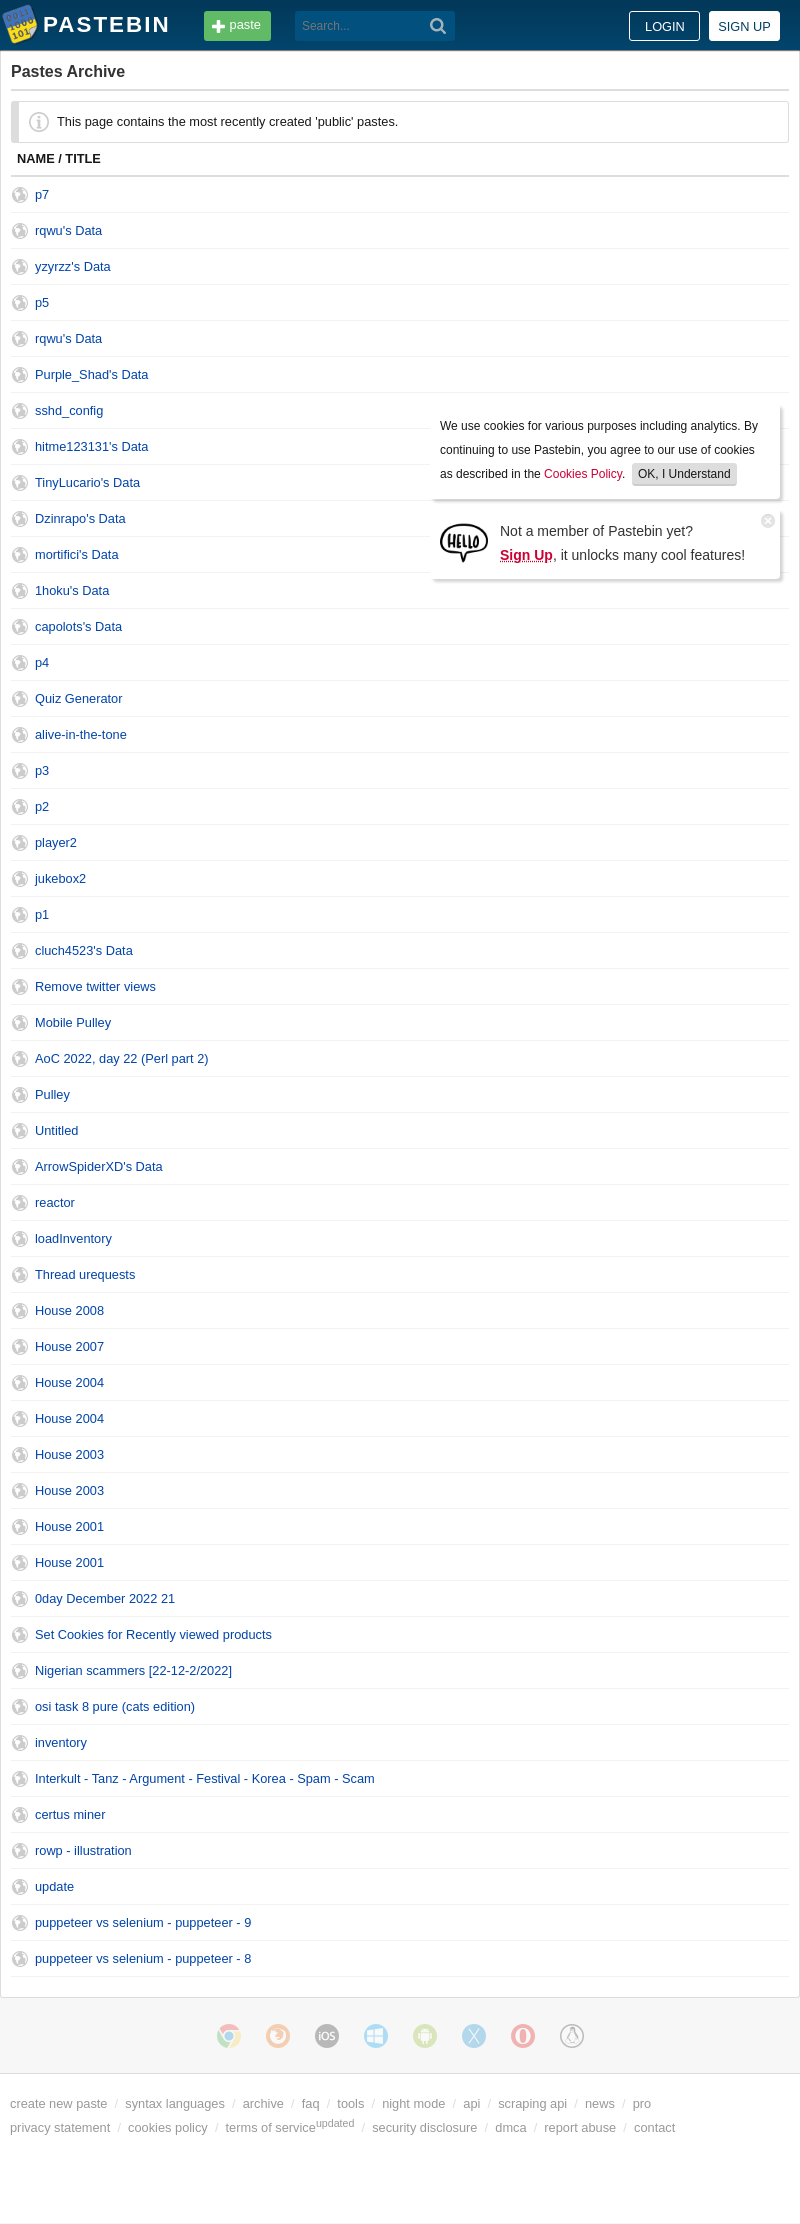 PASTEBIN paste Search... LOGIN SIGN UP
Pastes Archive
This page contains the most recently created 'public' pastes.
NAME / TITLE
p7
rqwu's Data
yzyrzz's Data
p5
rqwu's Data
Purple_Shad's Data
sshd_config
hitme123131's Data
TinyLucario's Data
Dzinrapo's Data
mortifici's Data
1hoku's Data
capolots's Data
We use cookies for various purposes including analytics. By
continuing to use Pastebin, you agree to our use of cookies
as described in the Cookies Policy. OK, I Understand
HELLO
Not a member of Pastebin yet?
Sign Up, it unlocks many cool features!
p4
Quiz Generator
alive-in-the-tone
p3
p2
player2
jukebox2
p1
cluch4523's Data
Remove twitter views
Mobile Pulley
AoC 2022, day 22 (Perl part 2)
Pulley
Untitled
ArrowSpiderXD's Data
reactor
loadInventory
Thread urequests
House 2008
House 2007
House 2004
House 2004
House 2003
House 2003
House 2001
House 2001
0day December 2022 21
Set Cookies for Recently viewed products
Nigerian scammers [22-12-2/2022]
osi task 8 pure (cats edition)
inventory
Interkult - Tanz - Argument - Festival - Korea - Spam - Scam
certus miner
rowp - illustration
update
puppeteer vs selenium - puppeteer - 9
puppeteer vs selenium - puppeteer - 8
iOS
create new paste / syntax languages / archive / faq / tools / night mode / api / scraping api / news / pro
privacy statement / cookies policy / terms of service updated / security disclosure / dmca / report abuse / contact